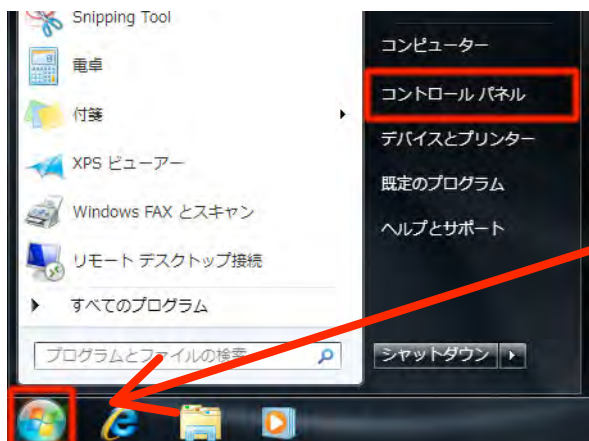 Snipping Tool
電卓
付箋
XPS ビューアー
Windows FAX とスキャン
リモート デスクトップ接続
すべてのプログラム
プログラムとファイルの検索
コンピューター
コントロール パネル
デバイスとプリンター
既定のプログラム
ヘルプとサポート
シャットダウン